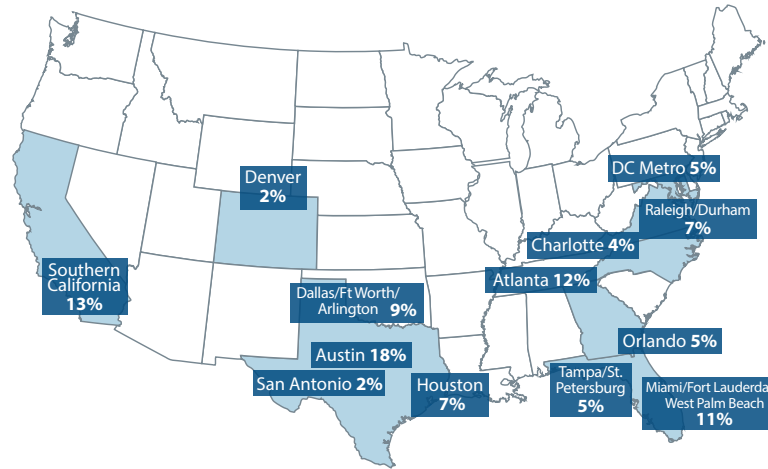 DC Metro 5%
Denver
2%
Raleigh/Durham
7%
Charlotte 4%
Southern
California
13%
Atlanta 12%
Dallas/Ft Worth/
Arlington 9%
Orlando 5%
Austin 18%
San Antonio 2%
Houston
7%
Tampa/St.
Petersburg
5%
Miami/Fort Lauderda
West Palm Beach
11%